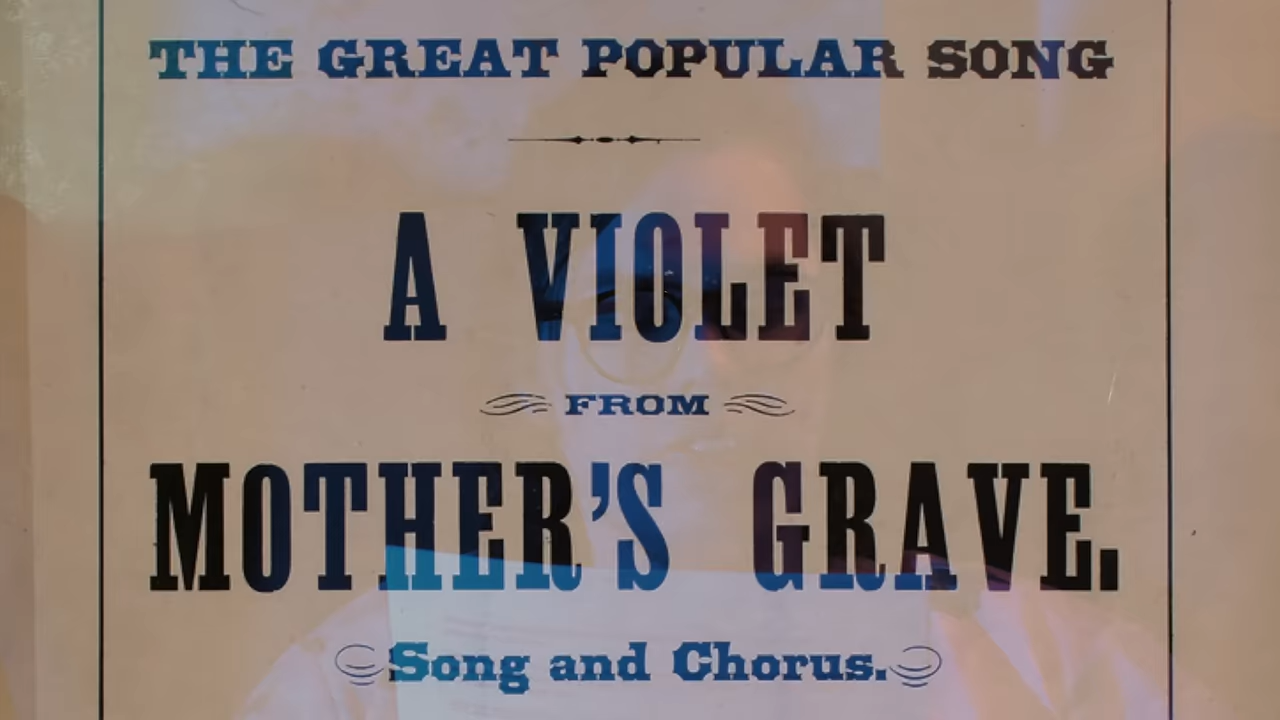 THE GREAT POPULAR SONG
A VIOLET
FROM
MOTHER'S GRAVE.
Song and Chorus.